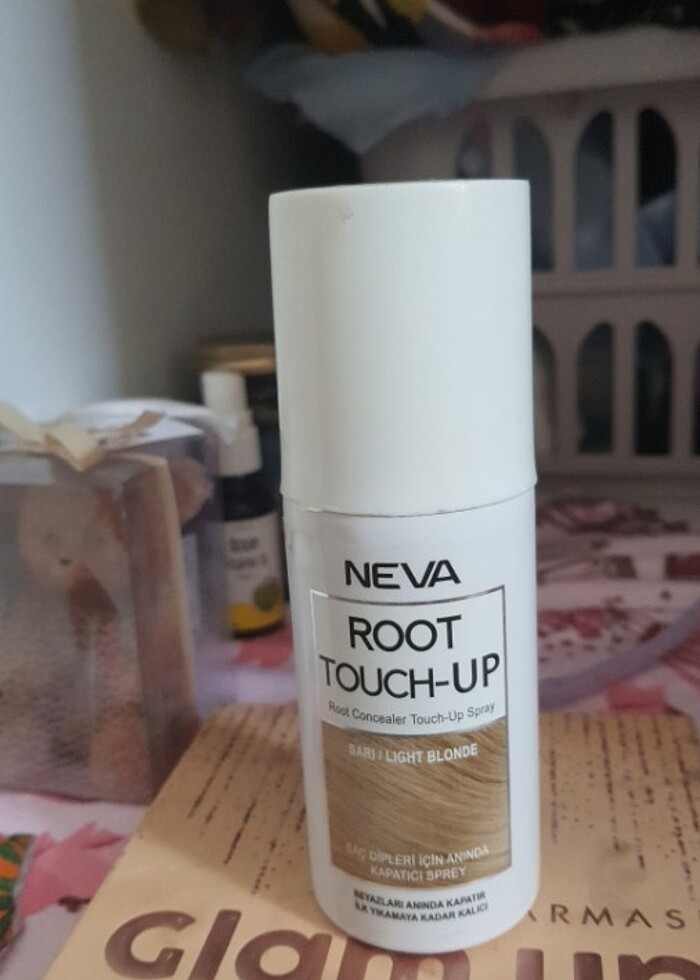 NEVA
ROOT
TOUCH-UP
Root Concealer Touch-Up Spray
SARI / LIGHT BLONDE
SAÇ DİPLERİ İÇİN ANINDA
KAPATICI SPREY
BEYAZLARI ANINDA KAPATIR
İLK YIKAMAYA KADAR KALICI
ARMAS
Glam up